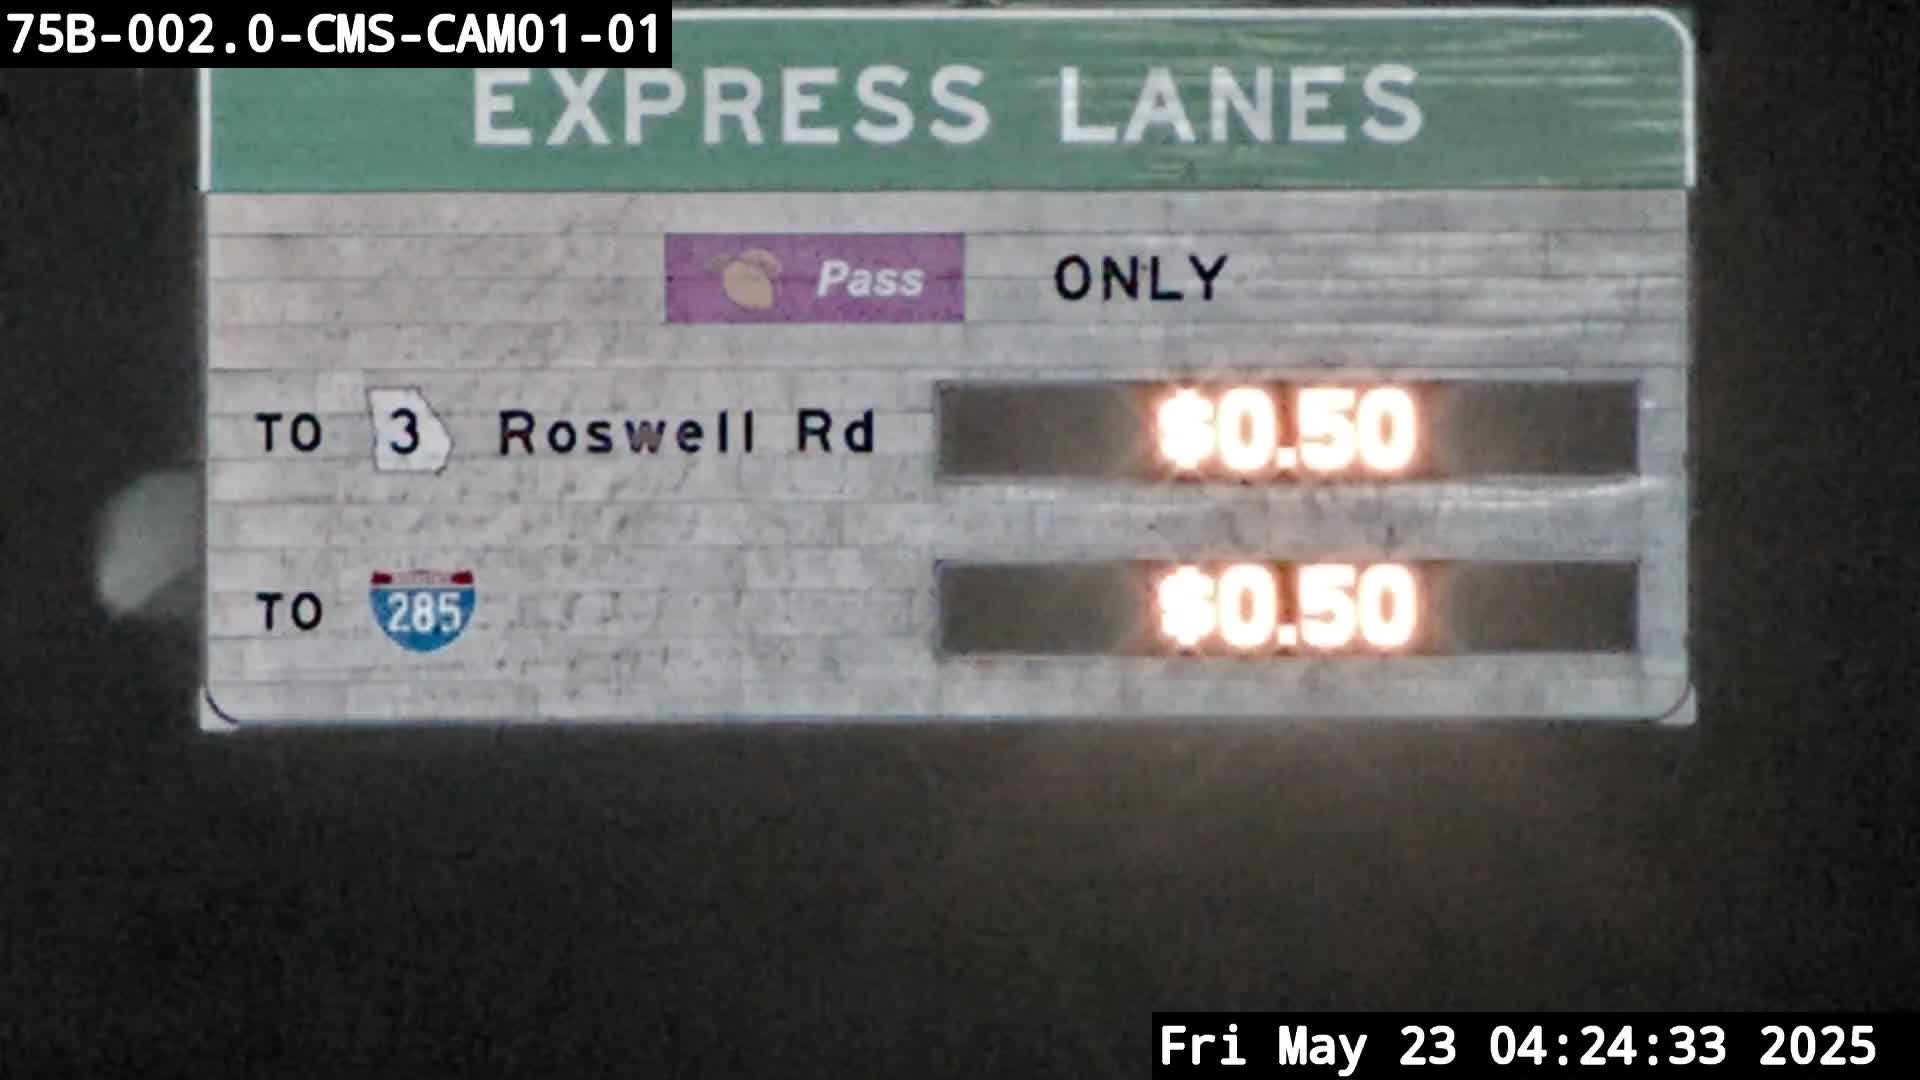 75B-002.0-CMS-CAM01-01
EXPRESS LANES
Pass ONLY
TO 3 Roswell Rd $0.50
TO 285 $0.50
Fri May 23 04:24:33 2025